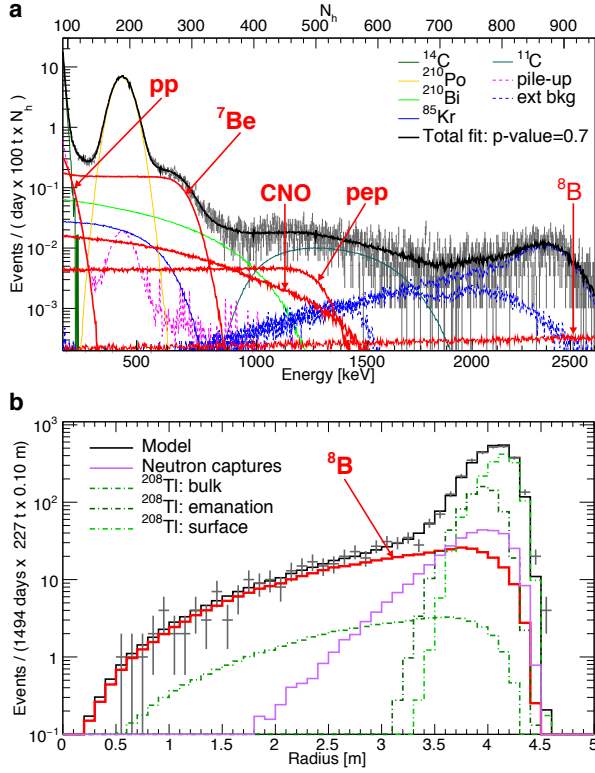 a
N_h
100 200 300 400 500 600 700 800 900
Events / ( day x 100 t x N_h )
10
1
10^-1
10^-2
10^-3
pp
^7Be
CNO
pep
^8B
^14C
^210Po
^210Bi
^85Kr
^11C
pile-up
ext bkg
Total fit: p-value=0.7
500 1000 1500 2000 2500
Energy [keV]
b
Events / (1494 days x 227 t x 0.10 m)
10^3
10^2
10
1
10^-1
Model
Neutron captures
^208Tl: bulk
^208Tl: emanation
^208Tl: surface
^8B
0 0.5 1 1.5 2 2.5 3 3.5 4 4.5 5
Radius [m]